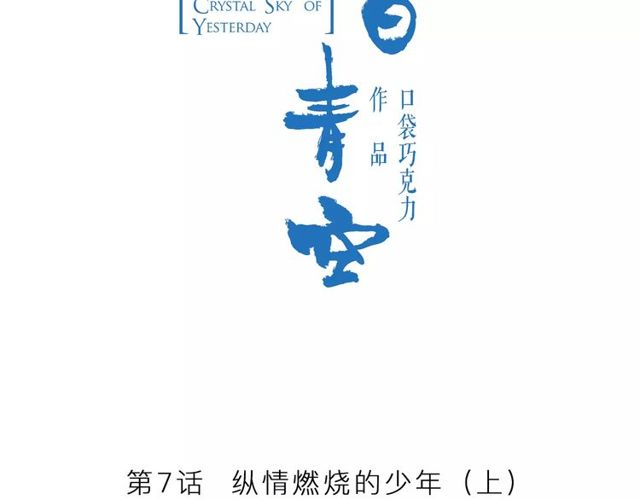 CRYSTAL SKY OF
YESTERDAY
青空
口袋巧克力
作品
第7话 纵情燃烧的少年（上）